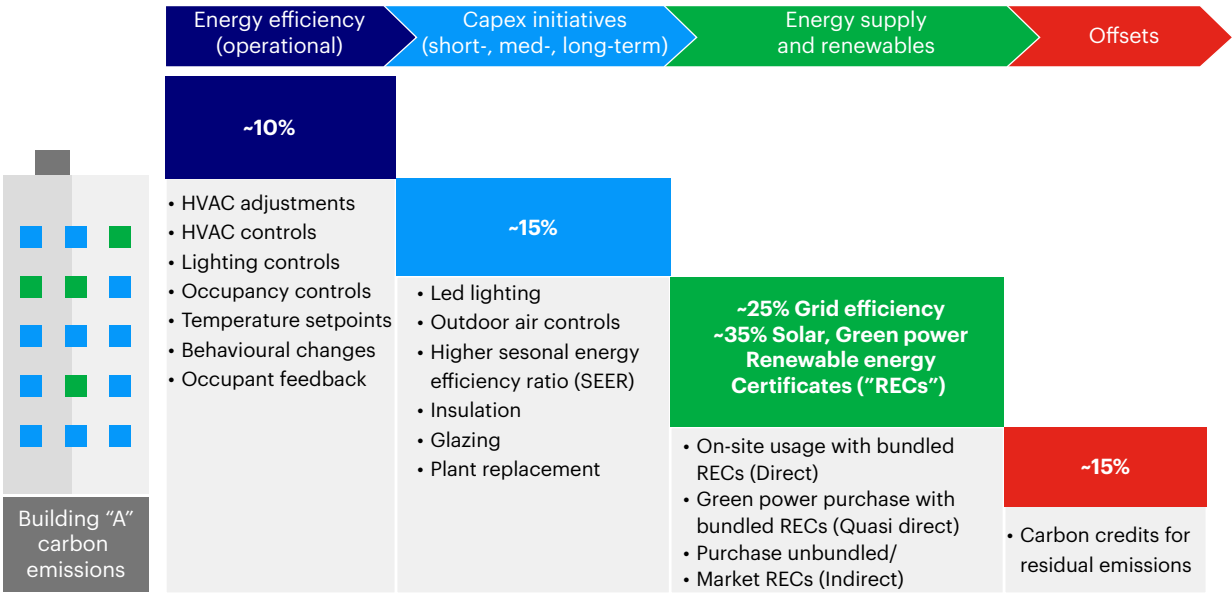 Energy efficiency
(operational)
Capex initiatives
(short-, med-, long-term)
Energy supply
and renewables
Offsets
~10%
• HVAC adjustments
• HVAC controls
• Lighting controls
• Occupancy controls
• Temperature setpoints
• Behavioural changes
• Occupant feedback
~15%
• Led lighting
• Outdoor air controls
• Higher sesonal energy
efficiency ratio (SEER)
• Insulation
• Glazing
• Plant replacement
~25% Grid efficiency
~35% Solar, Green power
Renewable energy
Certificates (”RECs”)
• On-site usage with bundled
RECs (Direct)
• Green power purchase with
bundled RECs (Quasi direct)
• Purchase unbundled/
• Market RECs (Indirect)
~15%
• Carbon credits for
residual emissions
Building “A”
carbon
emissions